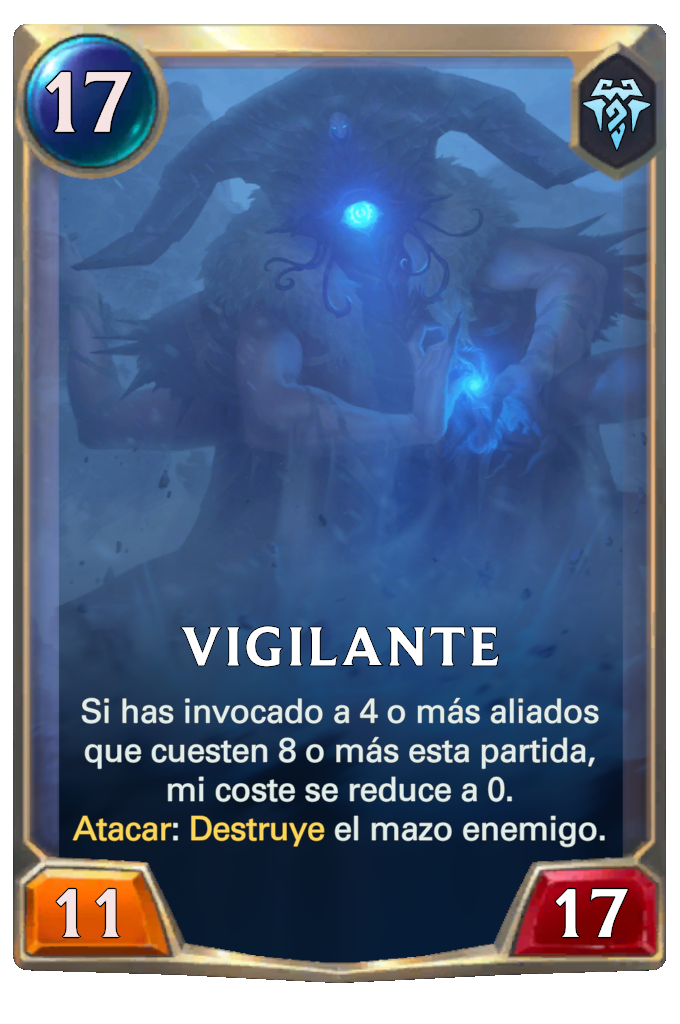 17
VIGILANTE
Si has invocado a 4 o más aliados
que cuesten 8 o más esta partida,
mi coste se reduce a 0.
Atacar: Destruye el mazo enemigo.
11
17